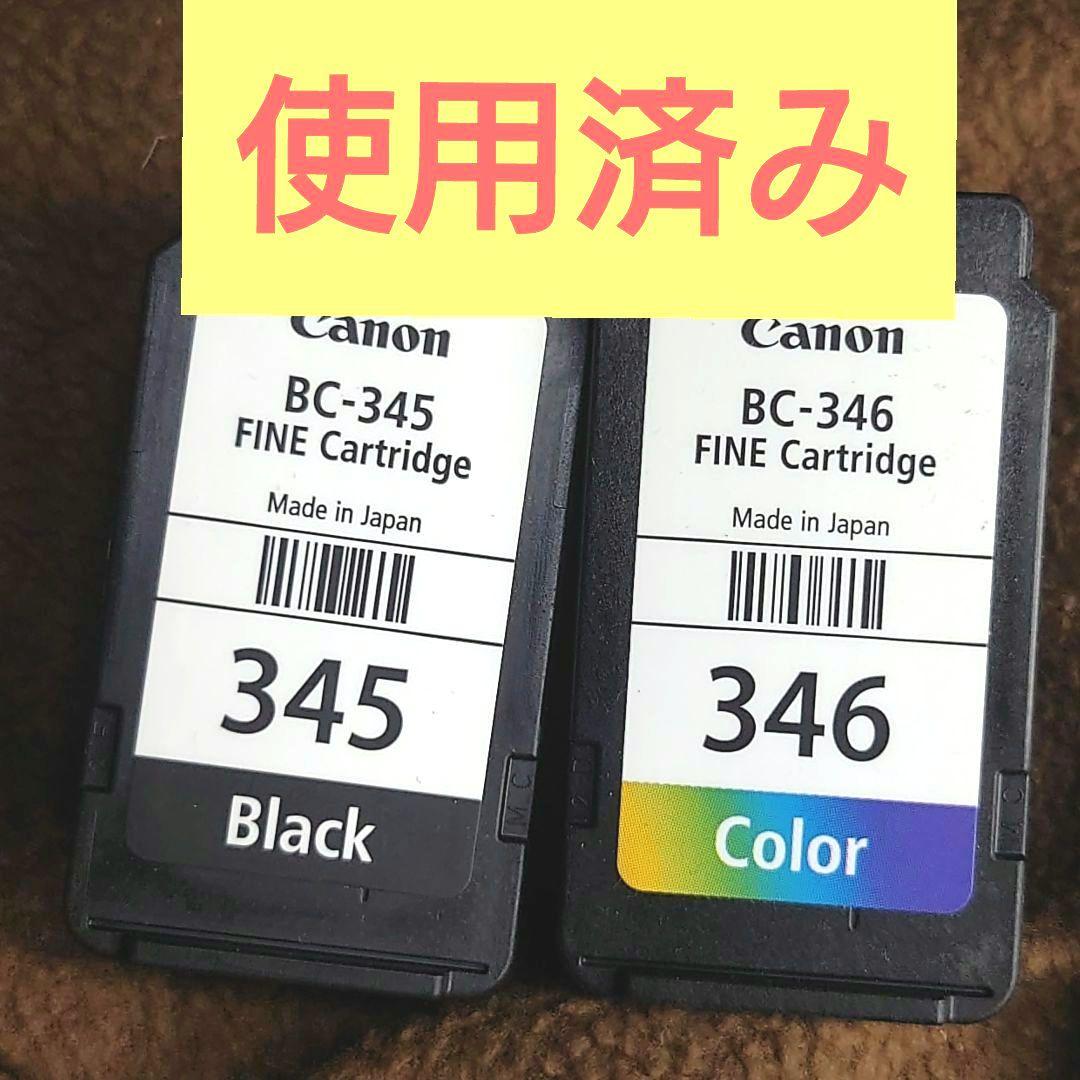 使用済み
Canon
BC-345
FINE Cartridge
Made in Japan
345
Black
Canon
BC-346
FINE Cartridge
Made in Japan
346
Color